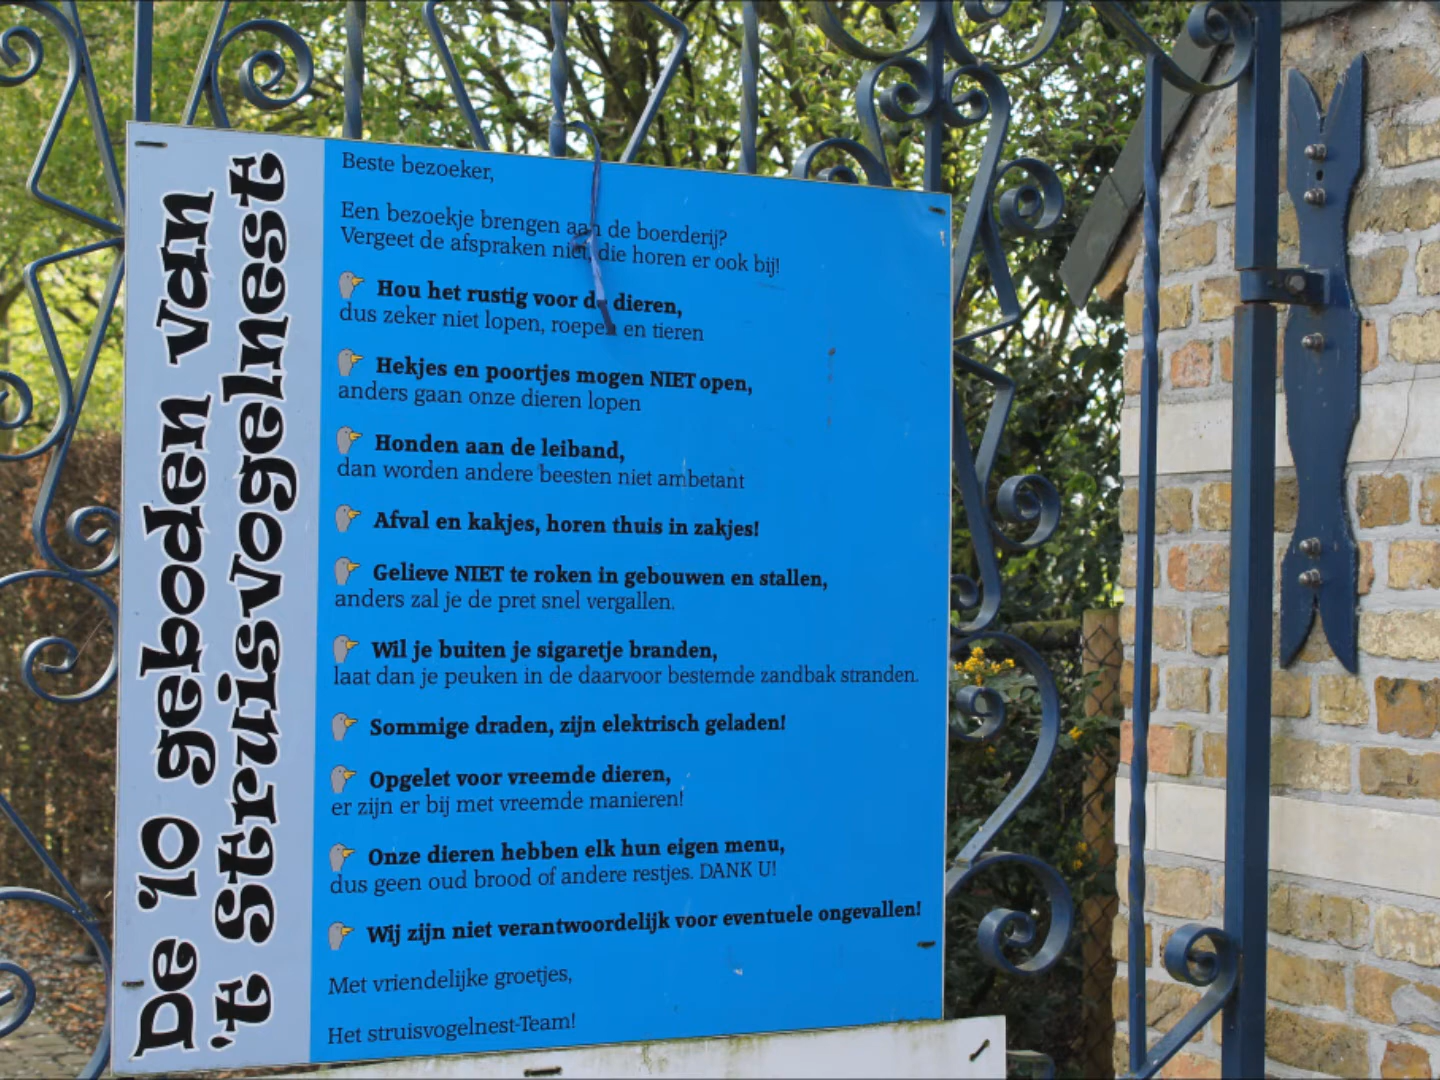 De 10 geboden van
't struisvogelnest
Beste bezoeker,
Een bezoekje brengen aan de boerderij?
Vergeet de afspraken niet, die horen er ook bij!
Hou het rustig voor de dieren,
dus zeker niet lopen, roepen en tieren
Hekjes en poortjes mogen NIET open,
anders gaan onze dieren lopen
Honden aan de leiband,
dan worden andere beesten niet ambetant
Afval en kakjes, horen thuis in zakjes!
Gelieve NIET te roken in gebouwen en stallen,
anders zal je de pret snel vergallen.
Wil je buiten je sigaretje branden,
laat dan je peuken in de daarvoor bestemde zandbak stranden.
Sommige draden, zijn elektrisch geladen!
Opgelet voor vreemde dieren,
er zijn er bij met vreemde manieren!
Onze dieren hebben elk hun eigen menu,
dus geen oud brood of andere restjes. DANK U!
Wij zijn niet verantwoordelijk voor eventuele ongevallen!
Met vriendelijke groetjes,
Het struisvogelnest-Team!